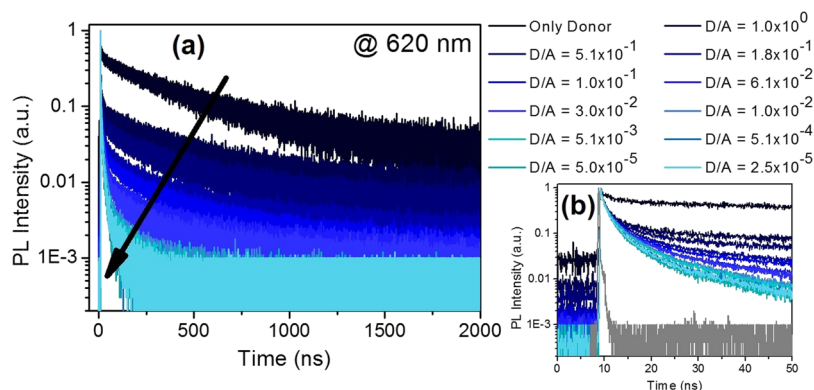 (a)
@ 620 nm
PL Intensity (a.u.)
1
0.1
0.01
1E-3
0 500 1000 1500 2000
Time (ns)
Only Donor D/A = 1.0x10⁰
D/A = 5.1x10⁻¹ D/A = 1.8x10⁻¹
D/A = 1.0x10⁻¹ D/A = 6.1x10⁻²
D/A = 3.0x10⁻² D/A = 1.0x10⁻²
D/A = 5.1x10⁻³ D/A = 5.1x10⁻⁴
D/A = 5.0x10⁻⁵ D/A = 2.5x10⁻⁵
(b)
PL Intensity (a.u.)
1
0.1
0.01
1E-3
0 10 20 30 40 50
Time (ns)